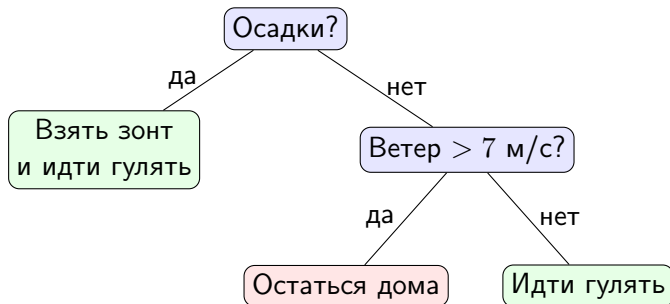 Осадки?
да
нет
Взять зонт
и идти гулять
Ветер > 7 м/с?
да
нет
Остаться дома
Идти гулять